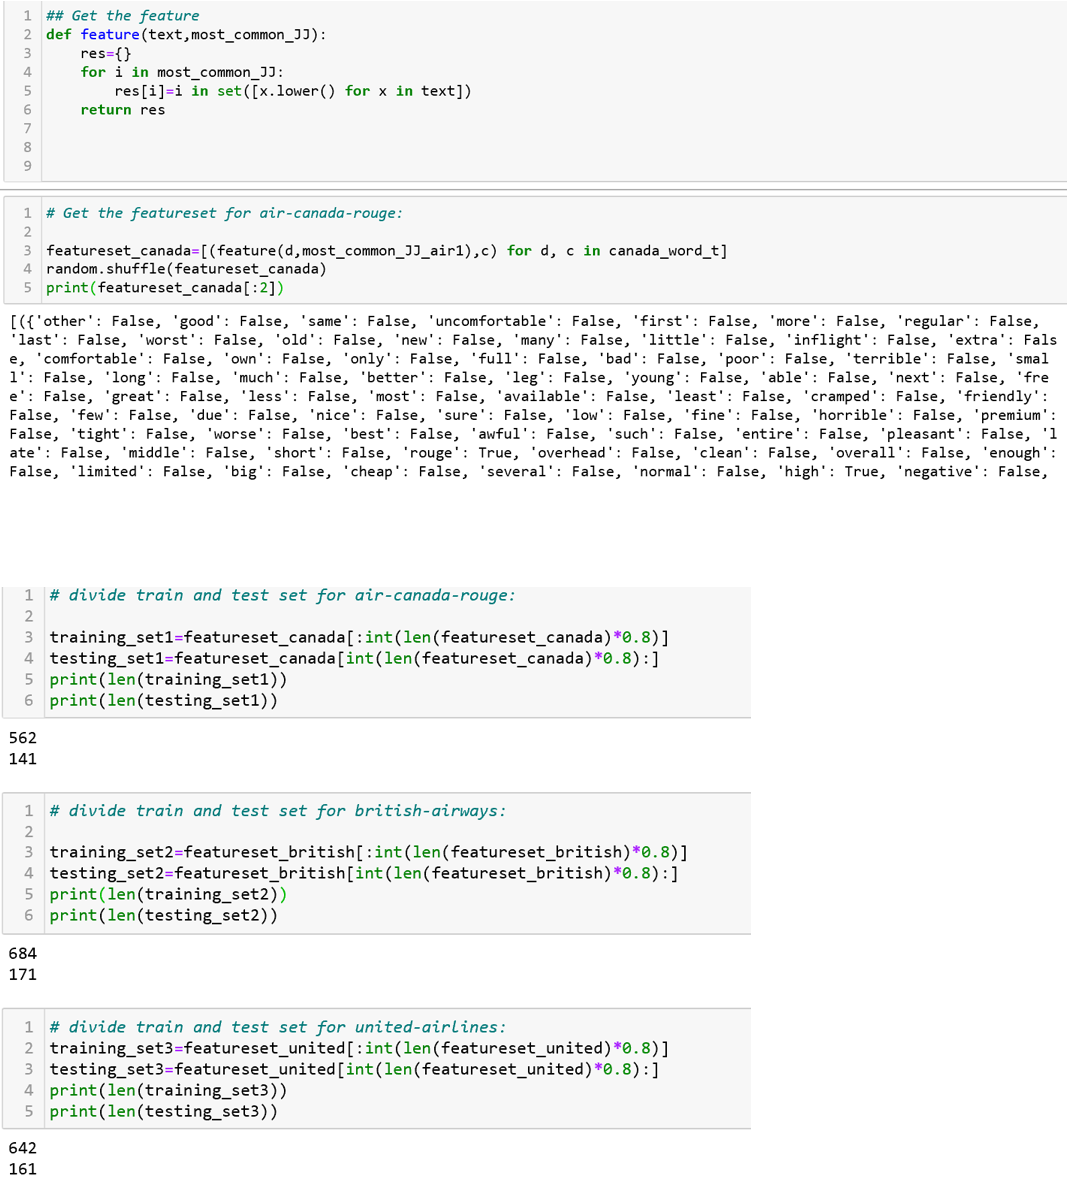 1 ## Get the feature
2 def feature(text,most_common_JJ):
3     res={}
4     for i in most_common_JJ:
5         res[i]=i in set([x.lower() for x in text])
6     return res
7
8
9
1 # Get the featureset for air-canada-rouge:
2
3 featureset_canada=[(feature(d,most_common_JJ_air1),c) for d, c in canada_word_t]
4 random.shuffle(featureset_canada)
5 print(featureset_canada[:2])
[({'other': False, 'good': False, 'same': False, 'uncomfortable': False, 'first': False, 'more': False, 'regular': False,
'last': False, 'worst': False, 'old': False, 'new': False, 'many': False, 'little': False, 'inflight': False, 'extra': Fals
e, 'comfortable': False, 'own': False, 'only': False, 'full': False, 'bad': False, 'poor': False, 'terrible': False, 'smal
l': False, 'long': False, 'much': False, 'better': False, 'leg': False, 'young': False, 'able': False, 'next': False, 'fre
e': False, 'great': False, 'less': False, 'most': False, 'available': False, 'least': False, 'cramped': False, 'friendly':
False, 'few': False, 'due': False, 'nice': False, 'sure': False, 'low': False, 'fine': False, 'horrible': False, 'premium':
False, 'tight': False, 'worse': False, 'best': False, 'awful': False, 'such': False, 'entire': False, 'pleasant': False, 'l
ate': False, 'middle': False, 'short': False, 'rouge': True, 'overhead': False, 'clean': False, 'overall': False, 'enough':
False, 'limited': False, 'big': False, 'cheap': False, 'several': False, 'normal': False, 'high': True, 'negative': False,
1 # divide train and test set for air-canada-rouge:
2
3 training_set1=featureset_canada[:int(len(featureset_canada)*0.8)]
4 testing_set1=featureset_canada[int(len(featureset_canada)*0.8):]
5 print(len(training_set1))
6 print(len(testing_set1))
562
141
1 # divide train and test set for british-airways:
2
3 training_set2=featureset_british[:int(len(featureset_british)*0.8)]
4 testing_set2=featureset_british[int(len(featureset_british)*0.8):]
5 print(len(training_set2))
6 print(len(testing_set2))
684
171
1 # divide train and test set for united-airlines:
2 training_set3=featureset_united[:int(len(featureset_united)*0.8)]
3 testing_set3=featureset_united[int(len(featureset_united)*0.8):]
4 print(len(training_set3))
5 print(len(testing_set3))
642
161